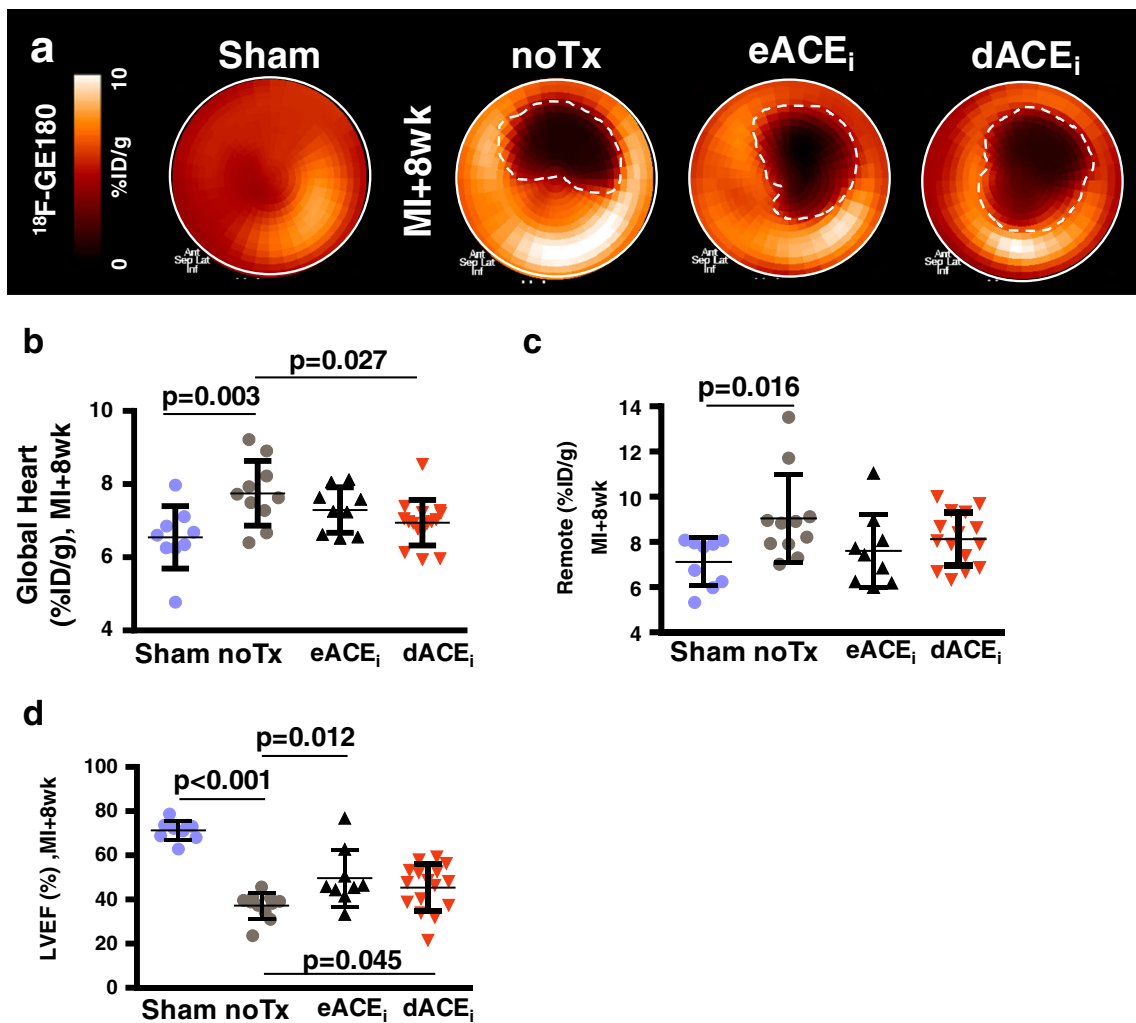 a
Sham
noTx
eACEi
dACEi
18F-GE180
%ID/g
10
0
MI+8wk
Ant
Sep Lat
Inf
Ant
Sep Lat
Inf
Ant
Sep Lat
Inf
Ant
Sep Lat
Inf
b
p=0.027
p=0.003
Global Heart
(%ID/g), MI+8wk
10
8
6
4
Sham noTx eACEi dACEi
c
p=0.016
Remote (%ID/g)
MI+8wk
14
12
10
8
6
4
Sham noTx eACEi dACEi
d
p=0.012
p<0.001
LVEF (%) ,MI+8wk
100
80
60
40
20
0
p=0.045
Sham noTx eACEi dACEi